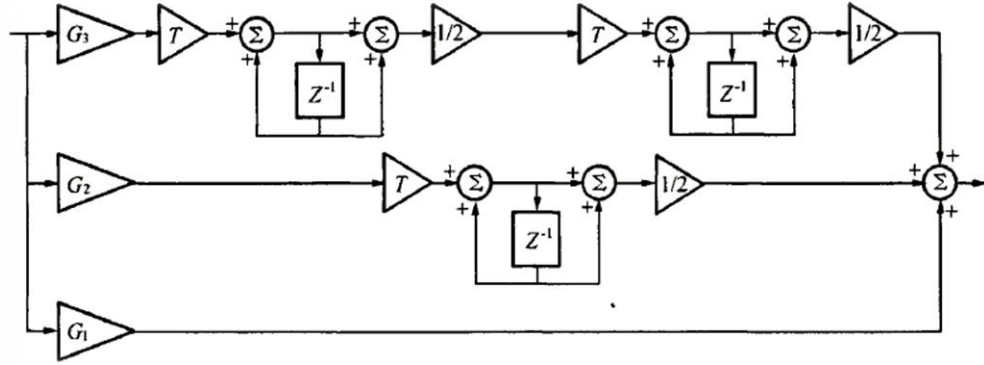 G₃ T + Σ + Σ 1/2 T + Σ + Σ 1/2
+ + + +
Z⁻¹ Z⁻¹
+
G₂ T + Σ + Σ 1/2 + Σ
+ + +
Z⁻¹
G₁